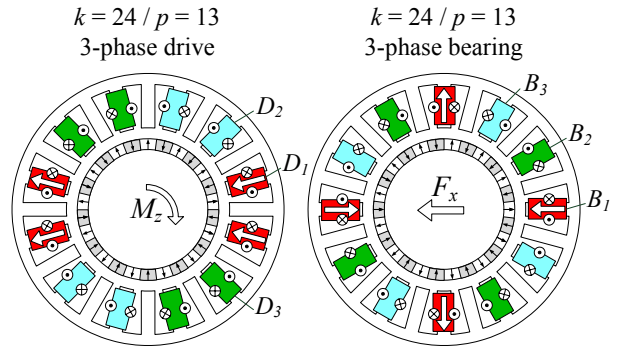 k = 24 / p = 13
3-phase drive
D₂
D₁
M_z
D₃
k = 24 / p = 13
3-phase bearing
B₃
B₂
F_x
B₁